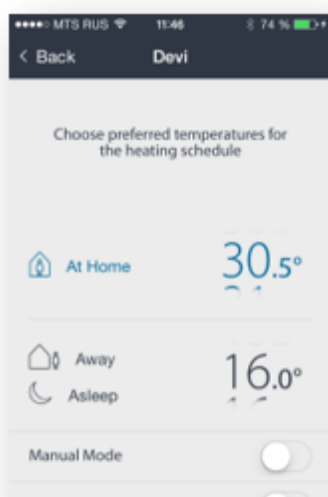 MTS RUS 11:46 74 %
Back Devi
Choose preferred temperatures for
the heating schedule
At Home 30.5°
Away
16.0°
Asleep
Manual Mode